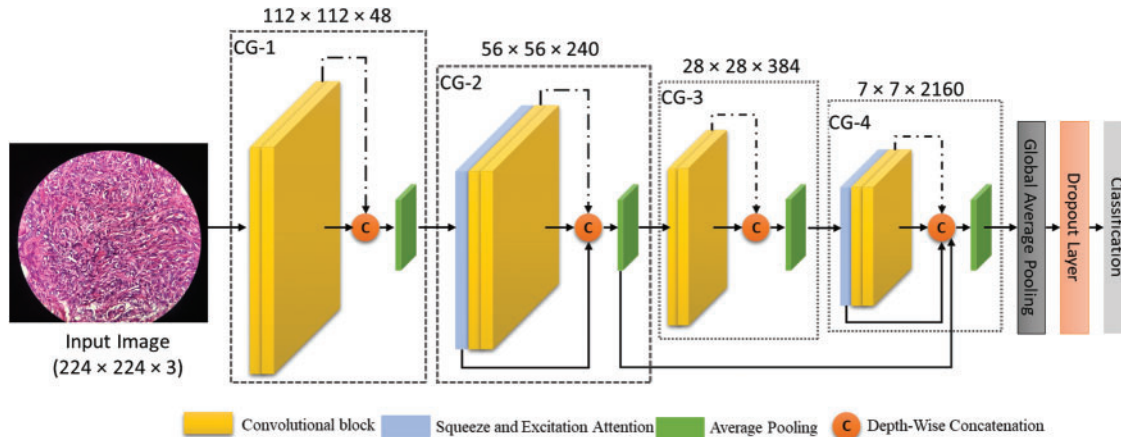 112 × 112 × 48
CG-1
56 × 56 × 240
CG-2
28 × 28 × 384
CG-3
7 × 7 × 2160
CG-4
C
C
C
C
Global Average Pooling
Dropout Layer
Classification
Input Image
(224 × 224 × 3)
Convolutional block
Squeeze and Excitation Attention
Average Pooling
C
Depth-Wise Concatenation